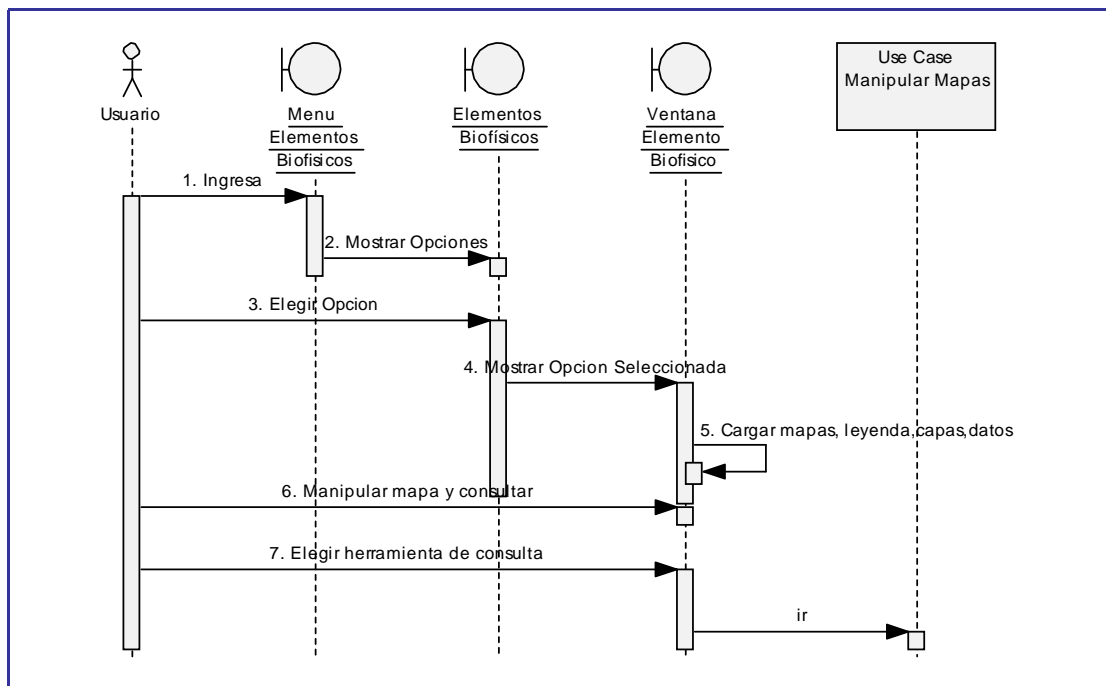 Use Case
Manipular Mapas
Usuario
Menu
Elementos
Biofisicos
Elementos
Biofísicos
Ventana
Elemento
Biofisico
1. Ingresa
2. Mostrar Opciones
3. Elegir Opcion
4. Mostrar Opcion Seleccionada
5. Cargar mapas, leyenda,capas,datos
6. Manipular mapa y consultar
7. Elegir herramienta de consulta
ir